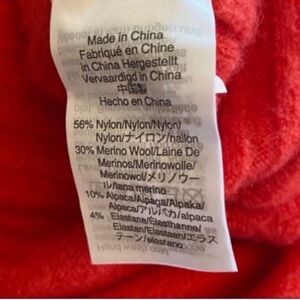 Made in China
Fabriqué en Chine
in China Hergestellt
Vervaardigd in China
中国製
Hecho en China
56% Nylon/Nylon/Nylon/
Nylon/ナイロン/nailon
30% Merino Wool/Laine De
Merinos/Merinowolle/
Merinowol/メリノウー
ル/lana merino
10% Alpaka/Alpaga/Alpaka/
Alpaca/アルパカ/alpaca
4% Elastane/Élasthanne/
Elastan/Elastaan/エラス
テーン/elastano